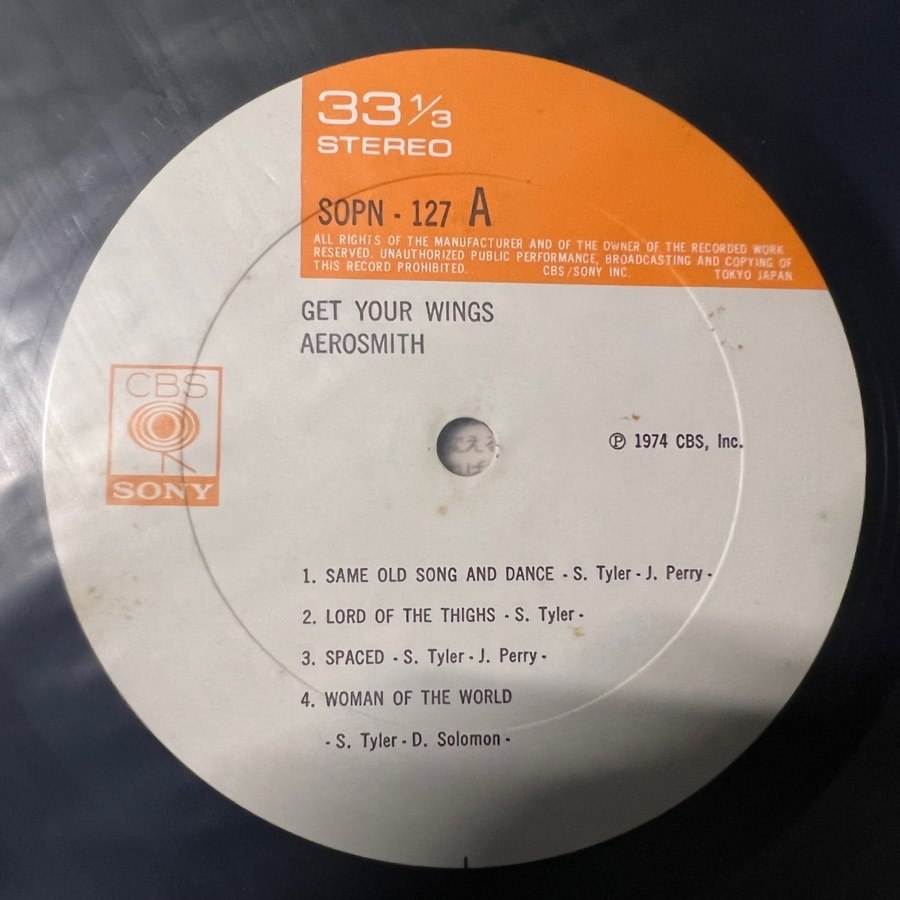 33 1/3
STEREO
SOPN - 127 A
ALL RIGHTS OF THE MANUFACTURER AND OF THE OWNER OF THE RECORDED WORK
RESERVED. UNAUTHORIZED PUBLIC PERFORMANCE, BROADCASTING AND COPYING OF
THIS RECORD PROHIBITED. CBS/SONY INC. TOKYO JAPAN
GET YOUR WINGS
AEROSMITH
CBS
SONY
℗ 1974 CBS, Inc.
1. SAME OLD SONG AND DANCE - S. Tyler - J. Perry -
2. LORD OF THE THIGHS - S. Tyler -
3. SPACED - S. Tyler - J. Perry -
4. WOMAN OF THE WORLD
- S. Tyler - D. Solomon -